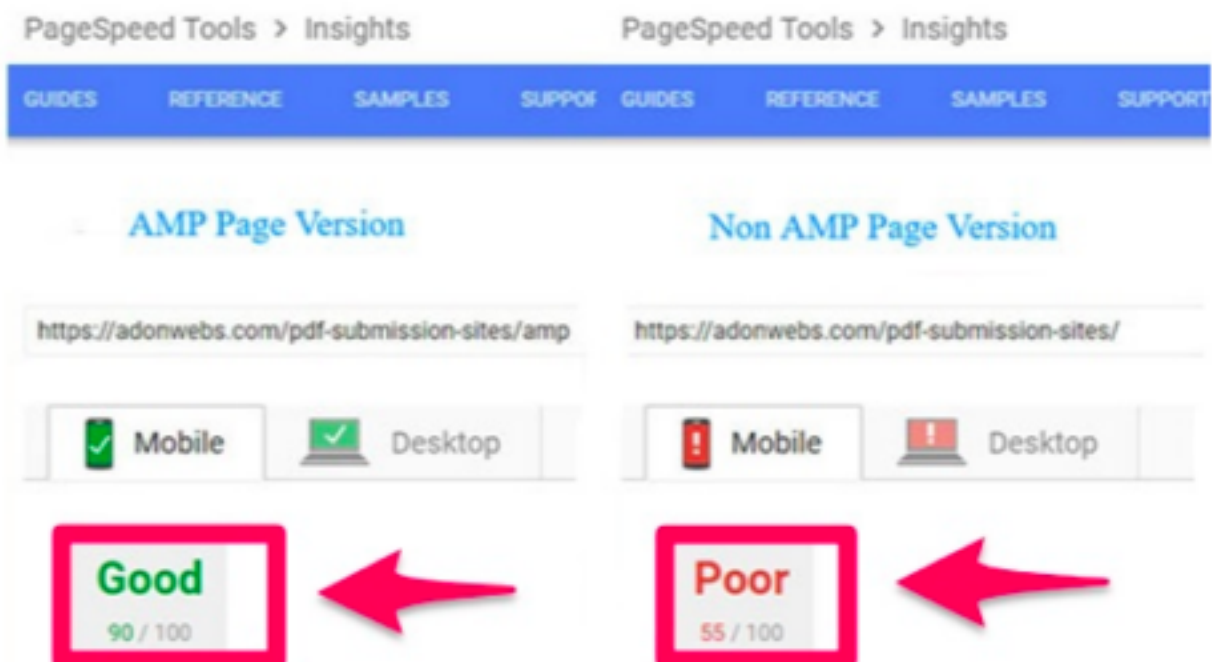 PageSpeed Tools > Insights
GUIDES REFERENCE SAMPLES SUPPOR
AMP Page Version
https://adonwebs.com/pdf-submission-sites/amp
Mobile Desktop
Good
90 / 100
PageSpeed Tools > Insights
GUIDES REFERENCE SAMPLES SUPPORT
Non AMP Page Version
https://adonwebs.com/pdf-submission-sites/
Mobile Desktop
Poor
55 / 100